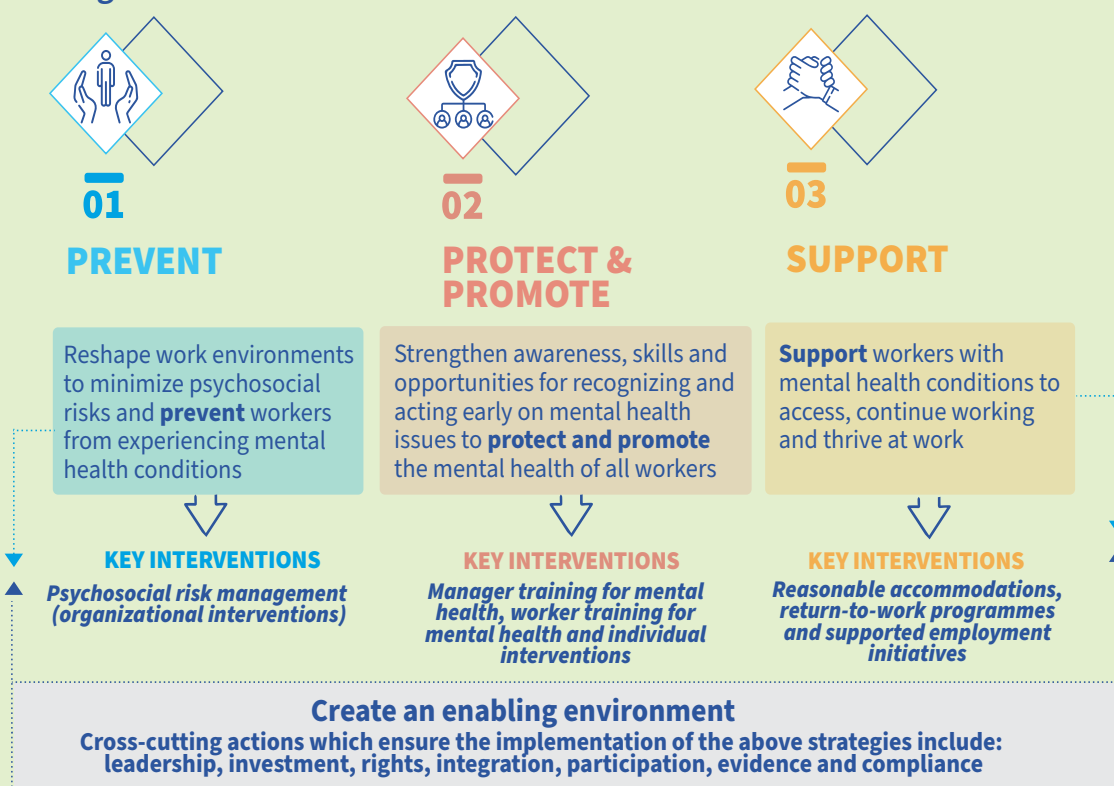 01
PREVENT
Reshape work environments
to minimize psychosocial
risks and prevent workers
from experiencing mental
health conditions
KEY INTERVENTIONS
Psychosocial risk management
(organizational interventions)
02
PROTECT &
PROMOTE
Strengthen awareness, skills and
opportunities for recognizing and
acting early on mental health
issues to protect and promote
the mental health of all workers
KEY INTERVENTIONS
Manager training for mental
health, worker training for
mental health and individual
interventions
03
SUPPORT
Support workers with
mental health conditions to
access, continue working
and thrive at work
KEY INTERVENTIONS
Reasonable accommodations,
return-to-work programmes
and supported employment
initiatives
Create an enabling environment
Cross-cutting actions which ensure the implementation of the above strategies include:
leadership, investment, rights, integration, participation, evidence and compliance